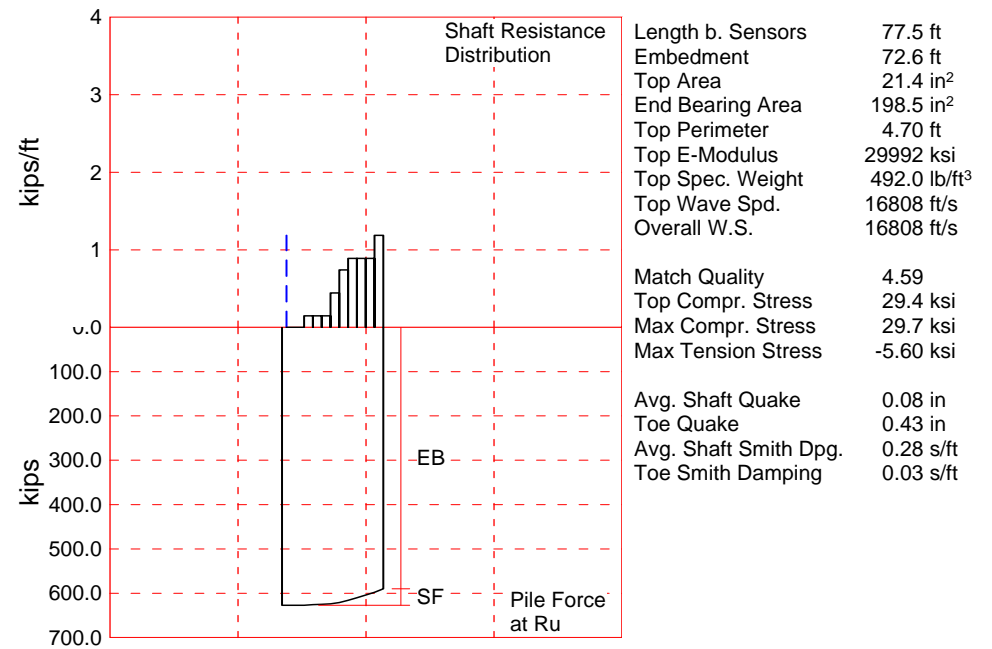 4
3
2
1
kips/ft
Shaft Resistance
Distribution
100.0
200.0
300.0
400.0
500.0
600.0
700.0
kips
EB
SF
Pile Force
at Ru
Length b. Sensors 77.5 ft
Embedment 72.6 ft
Top Area 21.4 in²
End Bearing Area 198.5 in²
Top Perimeter 4.70 ft
Top E-Modulus 29992 ksi
Top Spec. Weight 492.0 lb/ft³
Top Wave Spd. 16808 ft/s
Overall W.S. 16808 ft/s
Match Quality 4.59
Top Compr. Stress 29.4 ksi
Max Compr. Stress 29.7 ksi
Max Tension Stress -5.60 ksi
Avg. Shaft Quake 0.08 in
Toe Quake 0.43 in
Avg. Shaft Smith Dpg. 0.28 s/ft
Toe Smith Damping 0.03 s/ft